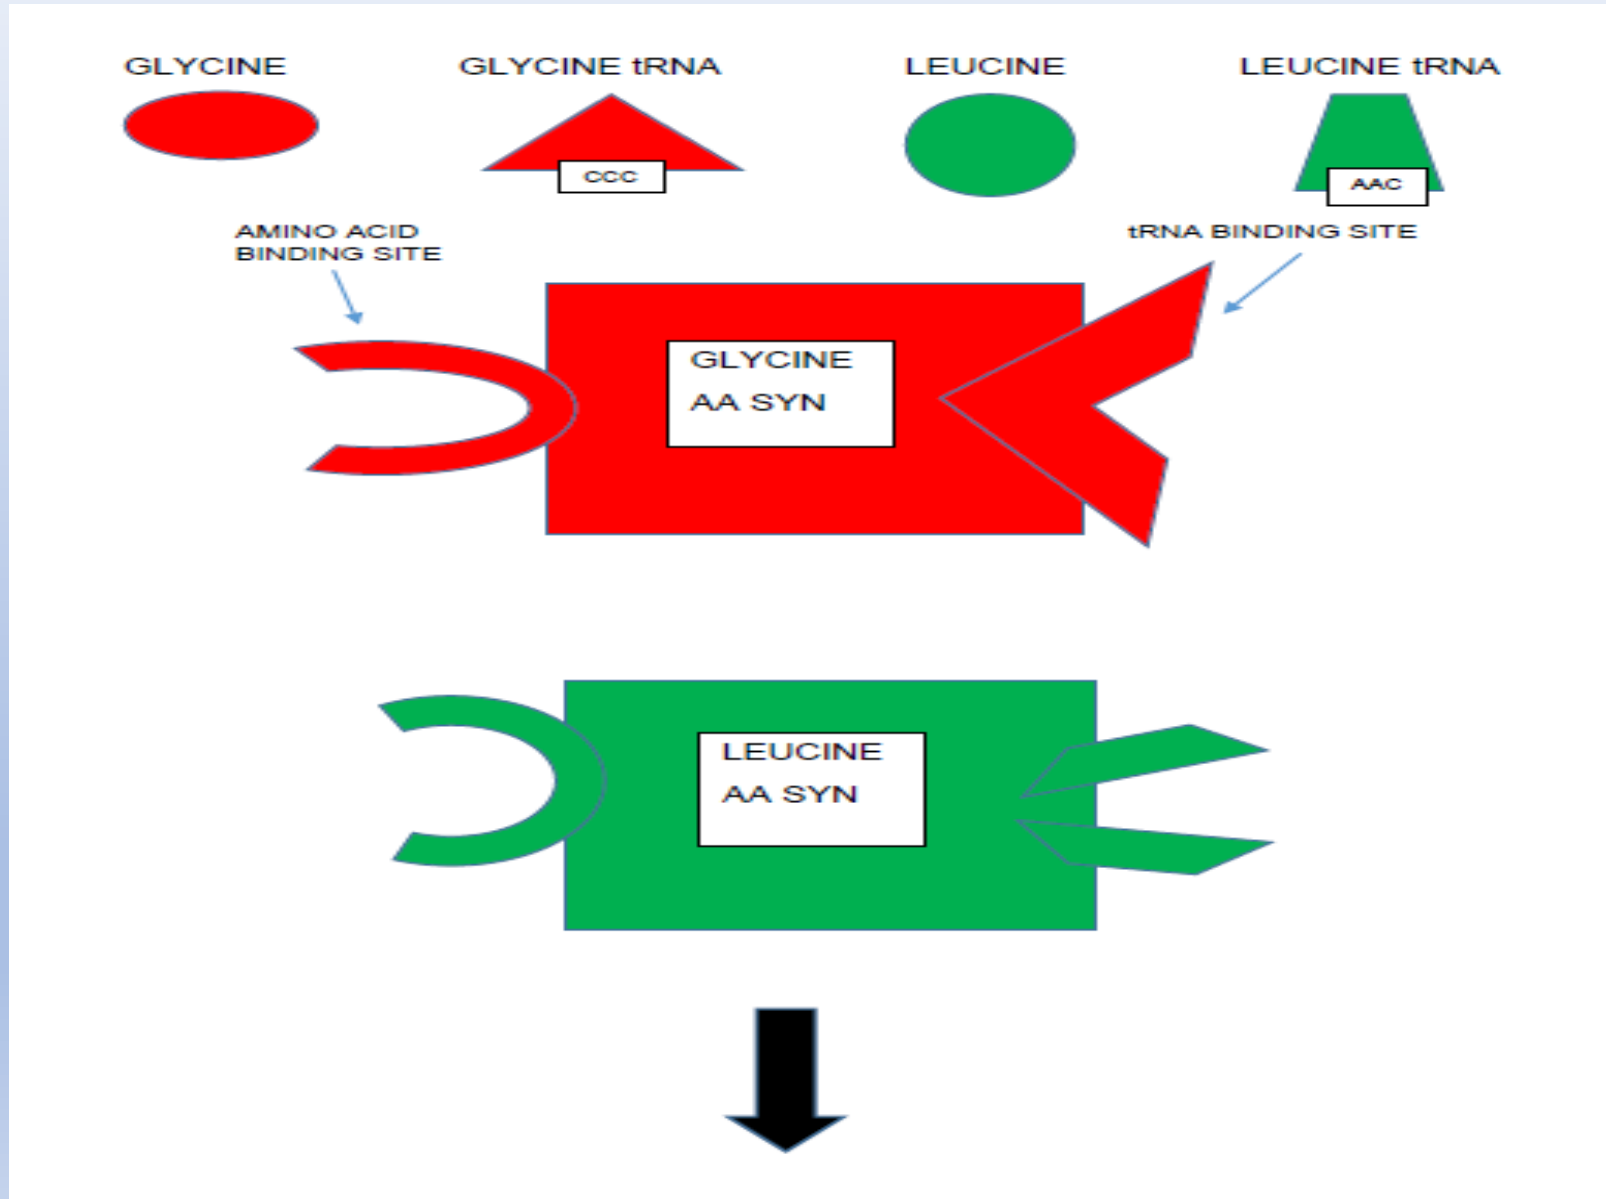 GLYCINE
GLYCINE tRNA
LEUCINE
LEUCINE tRNA
CCC
AAC
AMINO ACID
BINDING SITE
tRNA BINDING SITE
GLYCINE
AA SYN
LEUCINE
AA SYN